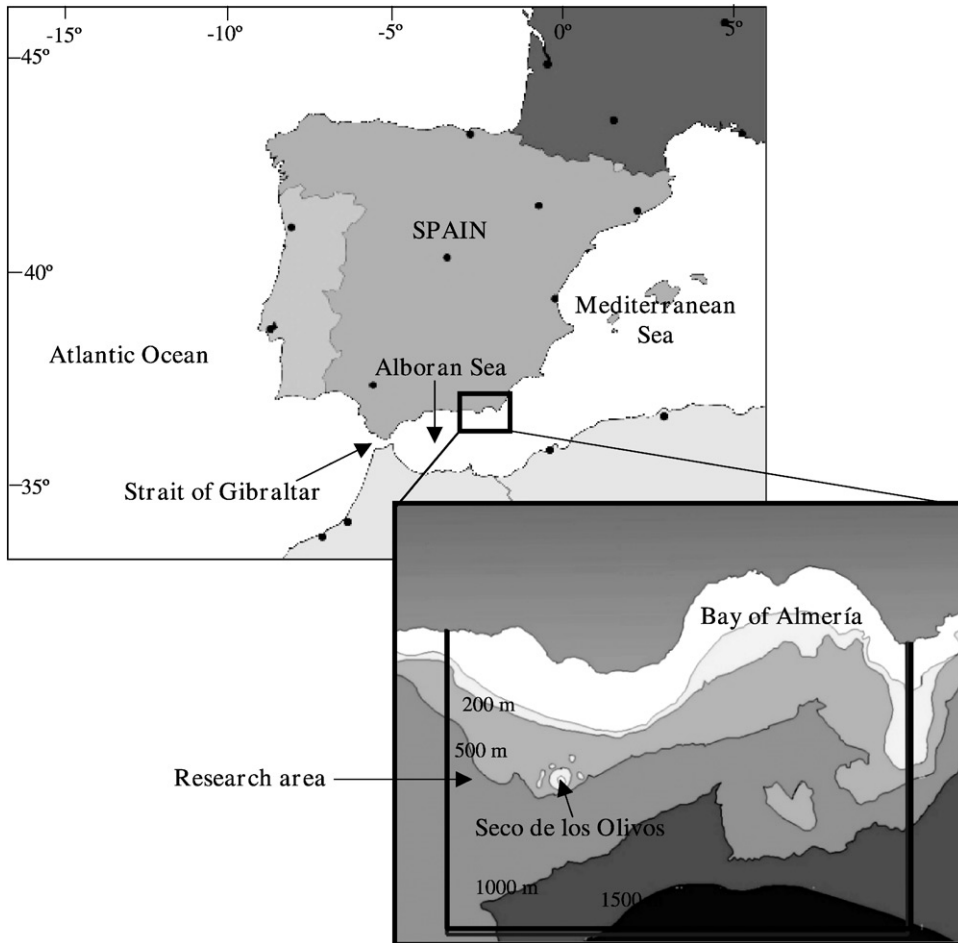 -15º -10º -5º 0º 5º
45º
SPAIN
40º
Mediterranean
Sea
Atlantic Ocean
Alboran Sea
35º
Strait of Gibraltar
Bay of Almería
200 m
500 m
Research area
Seco de los Olivos
1000 m
1500